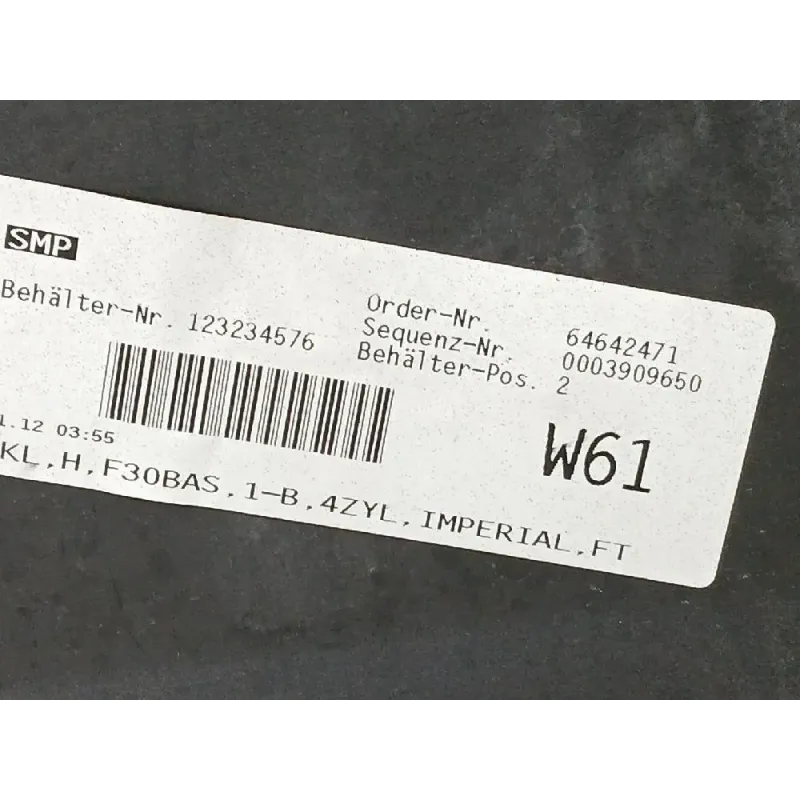 SMP
Behälter-Nr. 123234576
Order-Nr. 64642471
Sequenz-Nr. 0003909650
Behälter-Pos. 2
1.12 03:55
W61
KL,H,F30BAS,1-B,4ZYL,IMPERIAL,FT